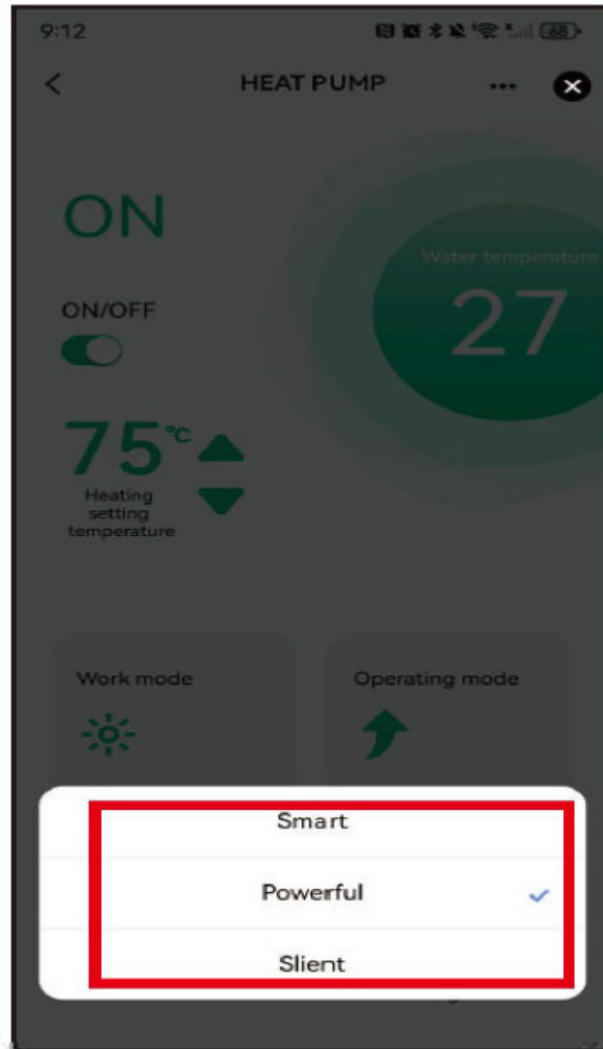 9:12
68
HEAT PUMP
ON
Water temperature
27
ON/OFF
75°C
Heating
setting
temperature
Work mode
Operating mode
Smart
Powerful
Slient